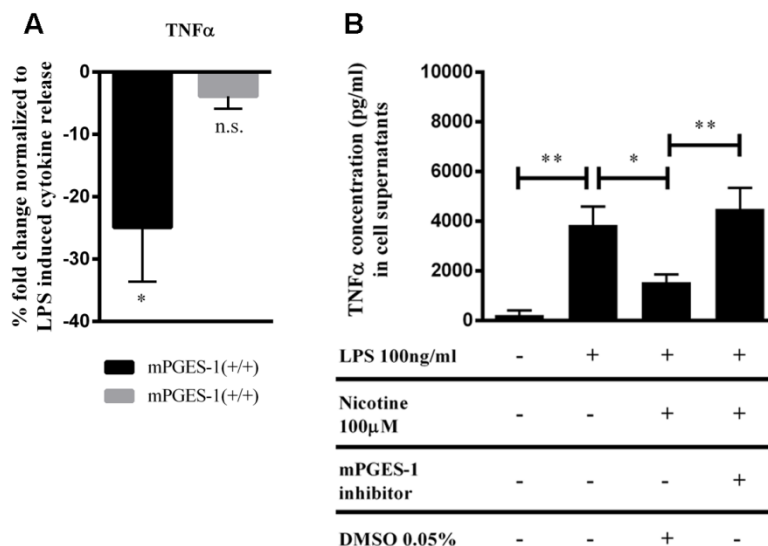 A
TNFα
% fold change normalized to
LPS induced cytokine release
0
-10
-20
-30
-40
*
n.s.
mPGES-1(+/+)
mPGES-1(+/+)
B
TNFα concentration (pg/ml)
in cell supernatants
10000
8000
6000
4000
2000
0
** * **
LPS 100ng/ml - + + +
Nicotine
100µM - - + +
mPGES-1
inhibitor - - - +
DMSO 0.05% - - + -